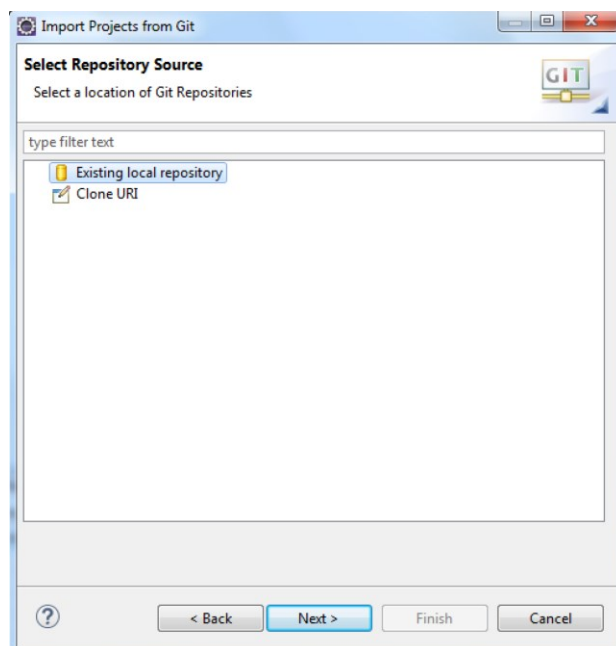 Import Projects from Git
Select Repository Source
Select a location of Git Repositories
GIT
type filter text
Existing local repository
Clone URI
?
< Back
Next >
Finish
Cancel